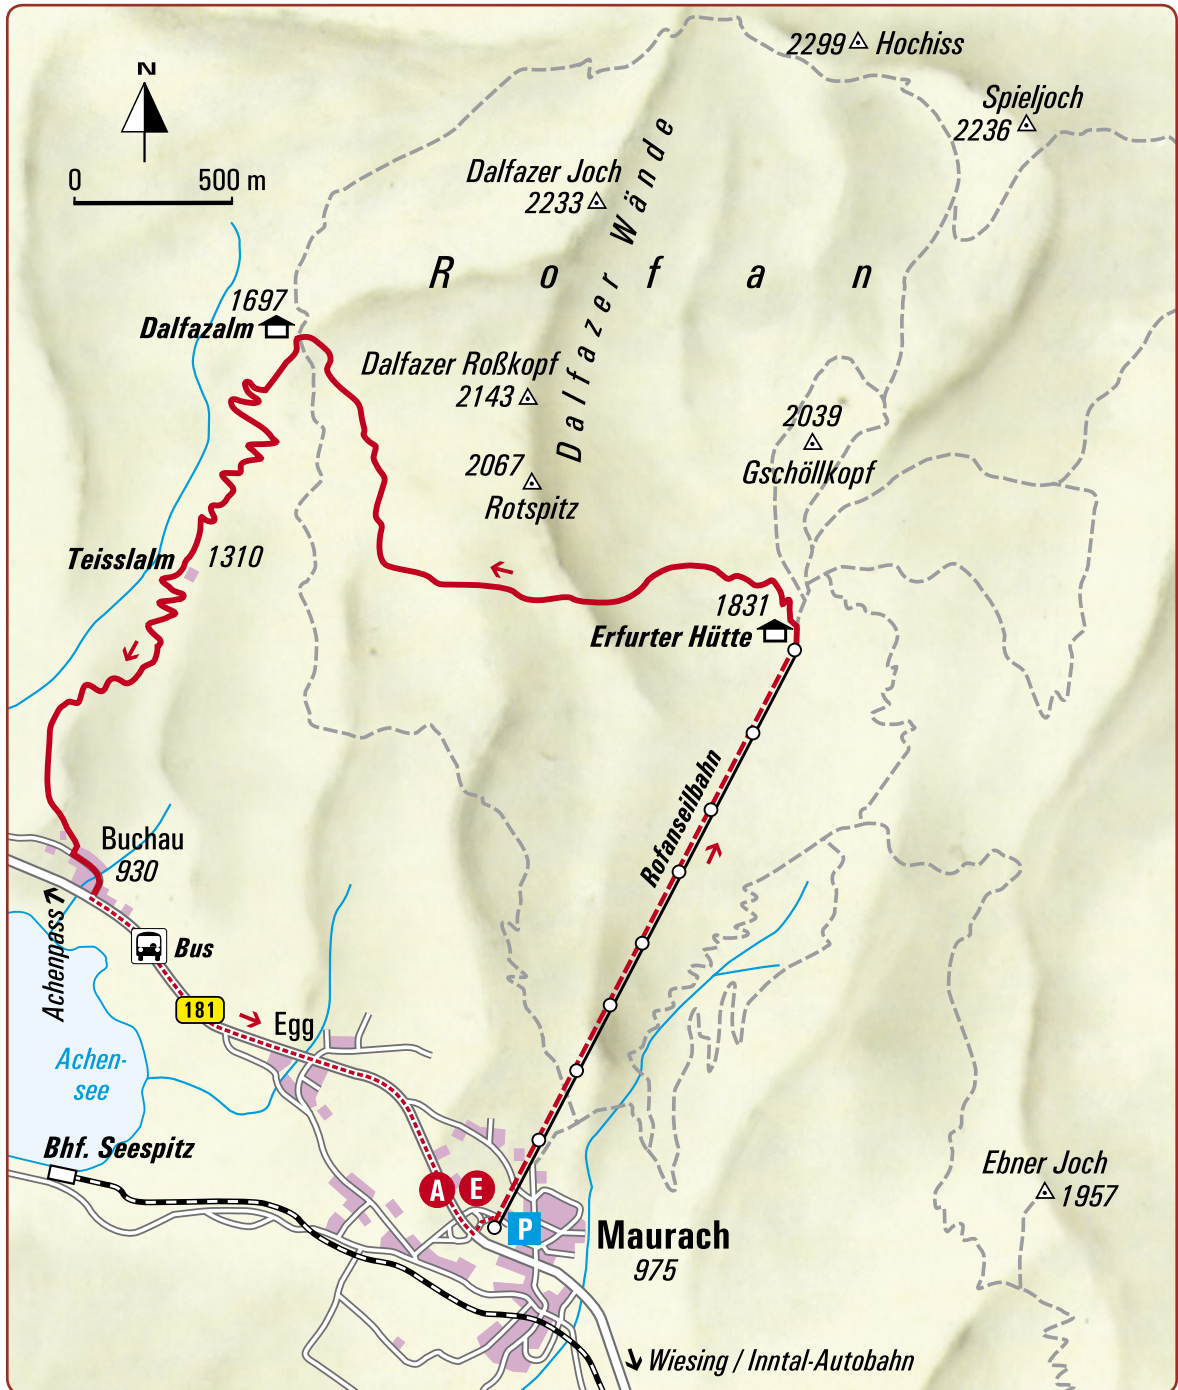 N
0 500 m
2299 Hochiss
Spieljoch
2236
Dalfazer Joch
2233
Dalfazer Wände
Rofan
1697
Dalfazalm
Dalfazer Roßkopf
2143
2067
Rotspitz
2039
Gschöllkopf
Teisslalm 1310
1831
Erfurter Hütte
Rofanseilbahn
Buchau
930
Achenpass
Bus
181
Egg
Achen-
see
Bhf. Seespitz
A E
P
Maurach
975
Ebner Joch
1957
Wiesing / Inntal-Autobahn